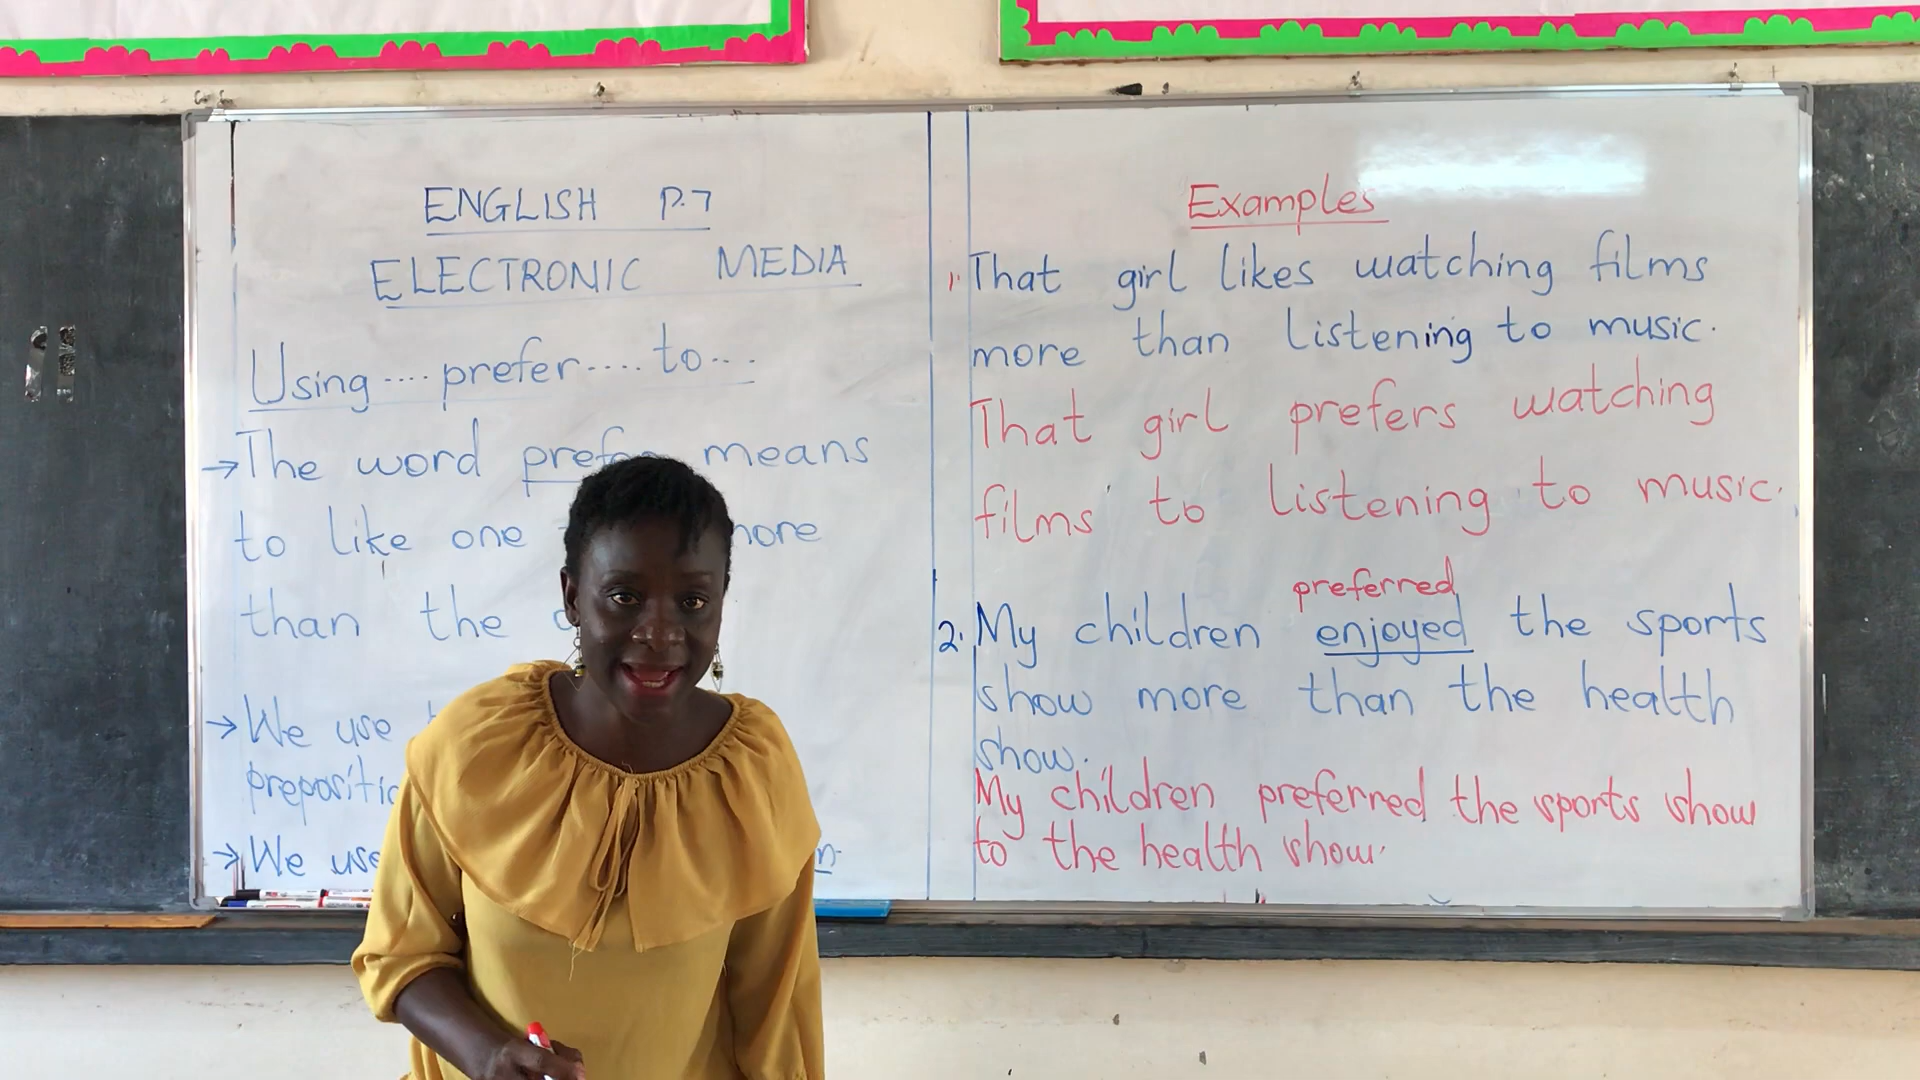 ENGLISH P.7
ELECTRONIC MEDIA
Using .... prefer .... to ...
→ The word prefer means
to like one more
than the
→ We use
→ We use
Examples
1. That girl likes watching films
more than listening to music.
That girl prefers watching
films to listening to music.
preferred
2. My children enjoyed the sports
show more than the health
show.
My children preferred the sports show
to the health show.